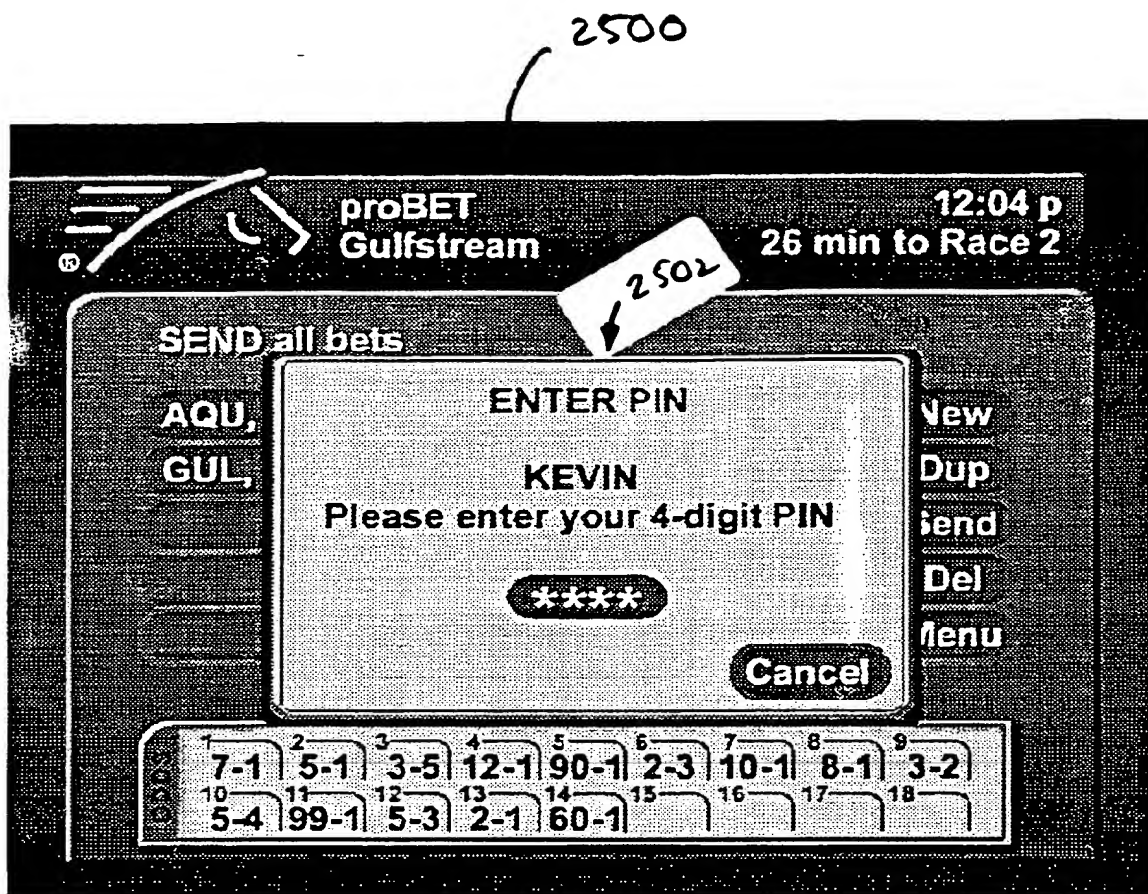 2500
proBET
Gulfstream
12:04 p
26 min to Race 2
2502
SEND all bets
AQU,
GUL,
ENTER PIN
KEVIN
Please enter your 4-digit PIN
****
Cancel
New
Dup
Send
Del
Menu
ODDS
1 2 3 4 5 6 7 8 9
7-1 5-1 3-5 12-1 90-1 2-3 10-1 8-1 3-2
10 11 12 13 14 15 16 17 18
5-4 99-1 5-3 2-1 60-1
®